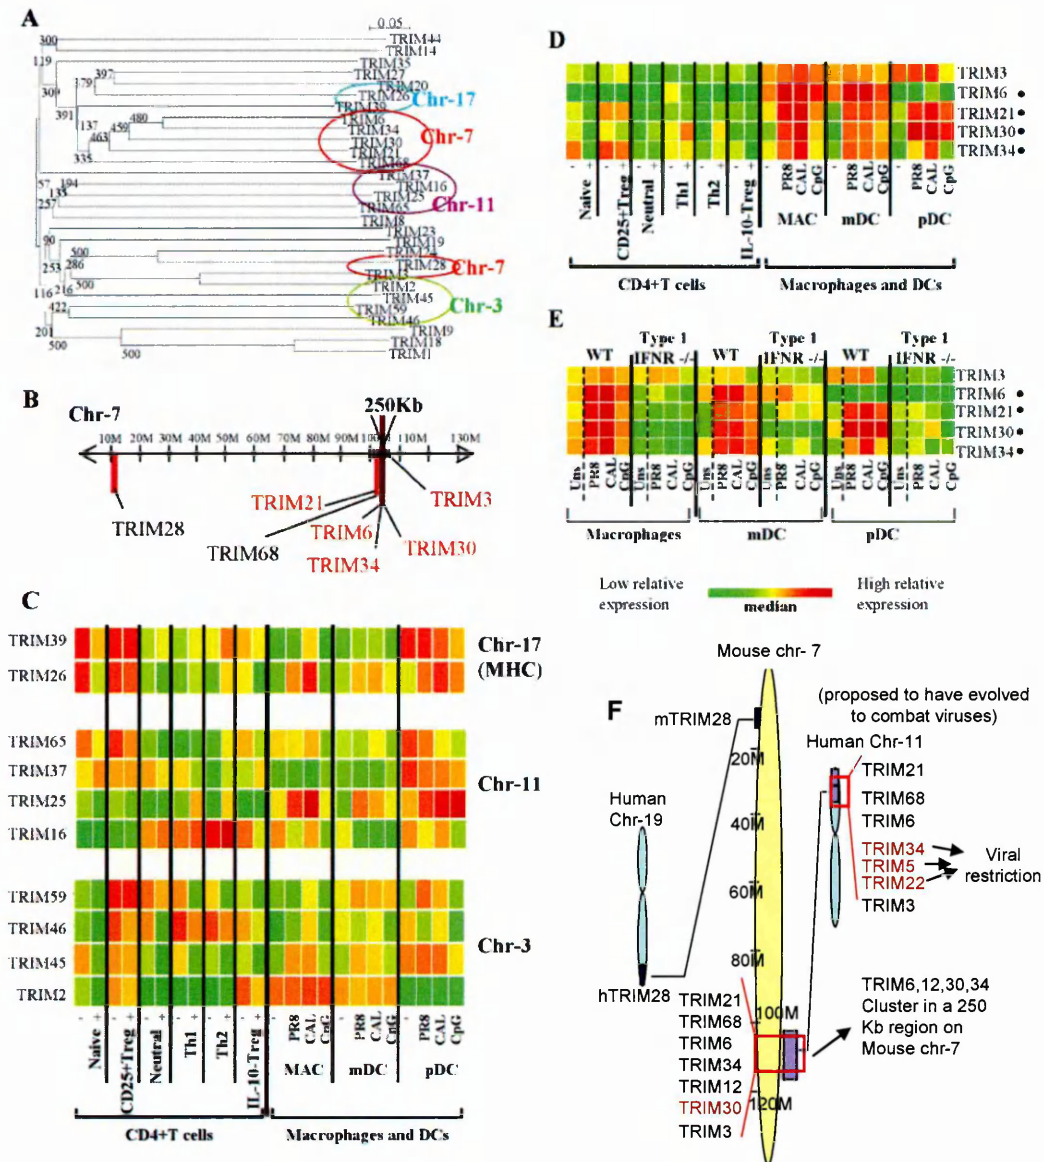 A
0.05
300
TRIM44
TRIM14
119
TRIM35
397
TRIM27
179
TRIM20
TRIM26
Chr-17
TRIM39
391
480
TRIM6
137
459
TRIM34
Chr-7
463
TRIM30
TRIM21
335
TRIM68
TRIM37
57
194
TRIM16
135
TRIM25
257
TRIM65
Chr-11
TRIM8
TRIM23
90
TRIM19
500
TRIM24
253
286
TRIM28
Chr-7
500
TRIM3
116
216
TRIM2
TRIM45
422
TRIM59
Chr-3
TRIM46
201
TRIM9
TRIM18
500
500
TRIM1
B
Chr-7
250Kb
10M 20M 30M 40M 50M 60M 70M 80M 90M 110M 130M
TRIM28
TRIM21
TRIM68
TRIM6
TRIM34
TRIM3
TRIM30
C
TRIM39
Chr-17
(MHC)
TRIM26
TRIM65
TRIM37
Chr-11
TRIM25
TRIM16
TRIM59
TRIM46
Chr-3
TRIM45
TRIM2
- + - + - + - + - + - + - PR8 CAL CpG - PR8 CAL CpG - PR8 CAL CpG
Naive
CD25+Treg
Neutral
Th1
Th2
IL-10-Treg
MAC
mDC
pDC
CD4+T cells
Macrophages and DCs
D
TRIM3
TRIM6 •
TRIM21 •
TRIM30 •
TRIM34 •
- + - + - + - + - + - + - PR8 CAL CpG - PR8 CAL CpG - PR8 CAL CpG
Naive
CD25+Treg
Neutral
Th1
Th2
IL-10-Treg
MAC
mDC
pDC
CD4+T cells
Macrophages and DCs
E
WT
Type 1
IFNR -/-
WT
Type 1
IFNR -/-
WT
Type 1
IFNR -/-
TRIM3
TRIM6 •
TRIM21 •
TRIM30 •
TRIM34 •
Uns PR8 CAL CpG Uns PR8 CAL CpG Uns PR8 CAL CpG Uns PR8 CAL CpG Uns PR8 CAL CpG Uns PR8 CAL CpG
Macrophages
mDC
pDC
Low relative
expression
median
High relative
expression
F
Mouse chr- 7
mTRIM28
(proposed to have evolved
to combat viruses)
Human Chr-11
20M
40M
60M
80M
100M
120M
Human
Chr-19
hTRIM28
TRIM21
TRIM68
TRIM6
TRIM34
TRIM5
TRIM22
TRIM3
Viral
restriction
TRIM21
TRIM68
TRIM6
TRIM34
TRIM12
TRIM30
TRIM3
TRIM6,12,30,34
Cluster in a 250
Kb region on
Mouse chr-7